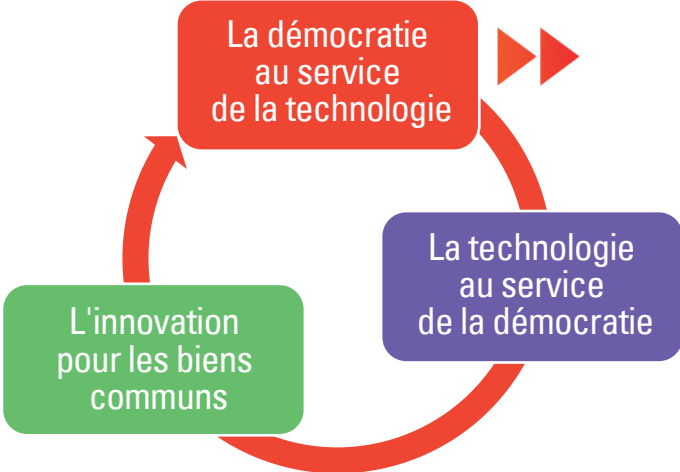 La démocratie
au service
de la technologie
La technologie
au service
de la démocratie
L'innovation
pour les biens
communs